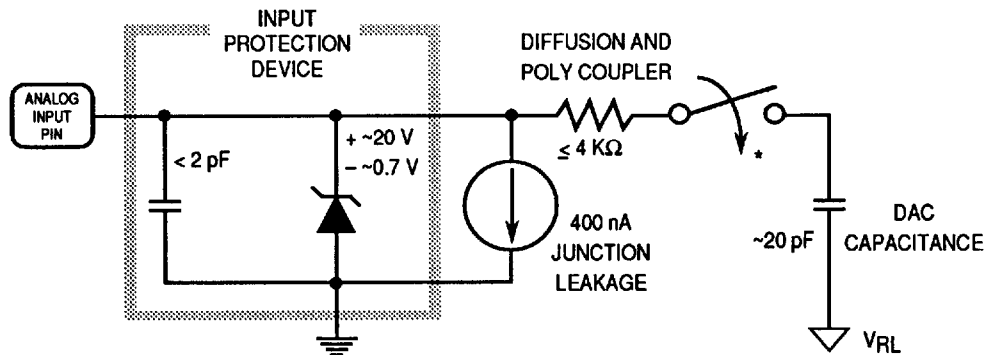 INPUT
PROTECTION
DEVICE
DIFFUSION AND
POLY COUPLER
ANALOG
INPUT
PIN
< 2 pF
+ ~20 V
– ~0.7 V
≤ 4 KΩ
*
400 nA
JUNCTION
LEAKAGE
~20 pF
DAC
CAPACITANCE
VRL